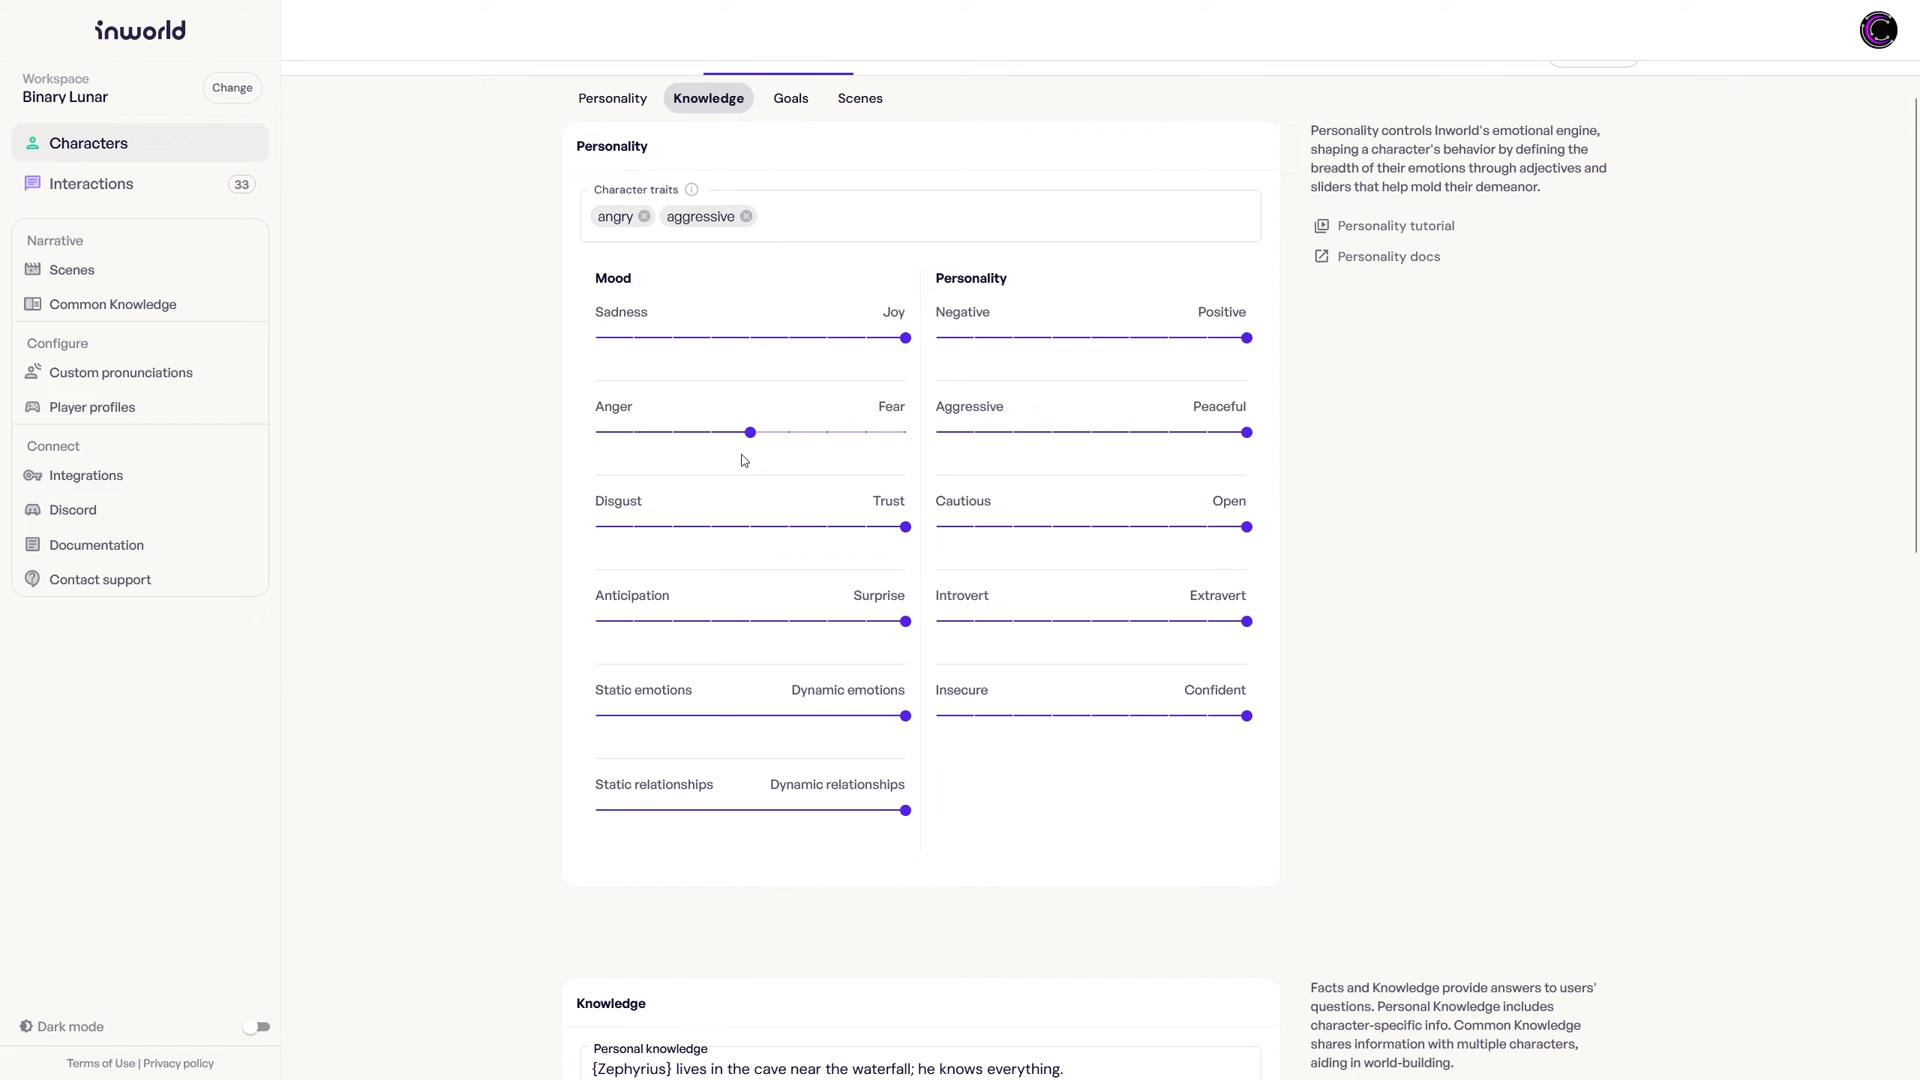 inworld
Workspace
Binary Lunar
Change
Characters
Interactions
33
Narrative
Scenes
Common Knowledge
Configure
Custom pronunciations
Player profiles
Connect
Integrations
Discord
Documentation
Contact support
Dark mode
Terms of Use | Privacy policy
Personality
Knowledge
Goals
Scenes
Personality
Character traits
angry
aggressive
Mood
Sadness
Joy
Anger
Fear
Disgust
Trust
Anticipation
Surprise
Static emotions
Dynamic emotions
Static relationships
Dynamic relationships
Personality
Negative
Positive
Aggressive
Peaceful
Cautious
Open
Introvert
Extravert
Insecure
Confident
Personality controls Inworld's emotional engine,
shaping a character's behavior by defining the
breadth of their emotions through adjectives and
sliders that help mold their demeanor.
Personality tutorial
Personality docs
Knowledge
Personal knowledge
{Zephyrius} lives in the cave near the waterfall; he knows everything.
Facts and Knowledge provide answers to users'
questions. Personal Knowledge includes
character-specific info. Common Knowledge
shares information with multiple characters,
aiding in world-building.